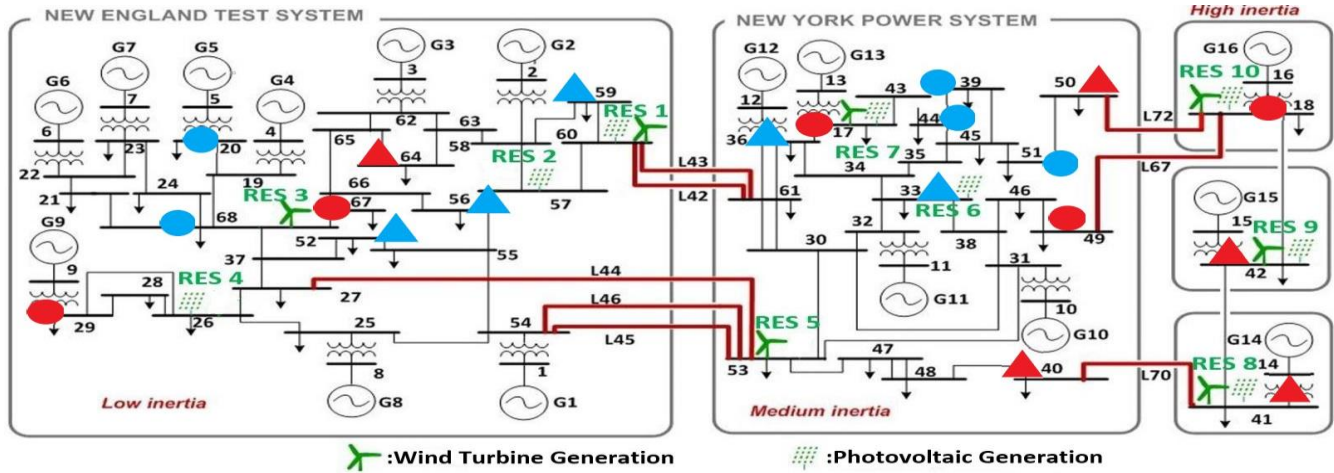 NEW ENGLAND TEST SYSTEM
NEW YORK POWER SYSTEM
High inertia
G6
G7
G5
G4
G3
G2
6
7
5
4
3
2
59
RES 1
62
63
65
58
60
64
23
20
22
24
19
RES 2
66
21
RES 3
67
56
57
68
G9
52
55
37
9
28
RES 4
27
29
26
25
54
8
1
G8
G1
Low inertia
L43
L42
L44
L46
L45
G12
G13
12
13
43
39
50
17
44
36
45
RES 7
35
51
34
61
33
46
RES 6
32
38
49
30
31
11
G11
10
G10
RES 5
53
47
48
40
Medium inertia
L72
L67
L70
G16
RES 10
16
18
G15
15
RES 9
42
G14
RES 8
14
41
:Wind Turbine Generation
:Photovoltaic Generation